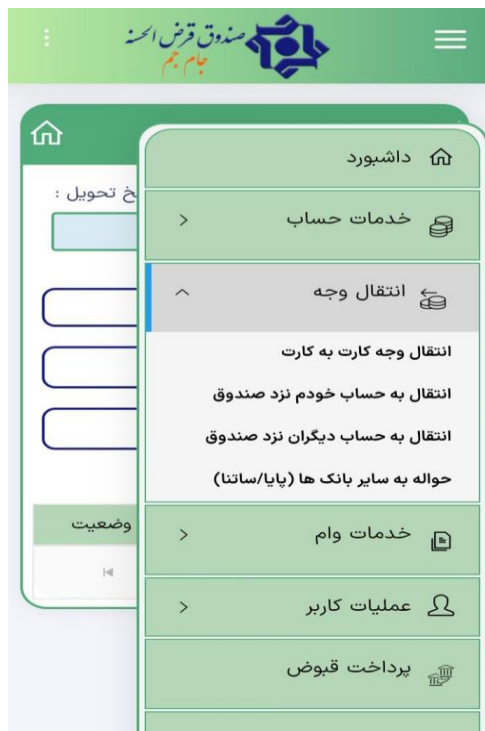 صندوق قرض الحسنه
جام جم
داشبورد
خ تحویل :
خدمات حساب
انتقال وجه
انتقال وجه کارت به کارت
انتقال به حساب خودم نزد صندوق
انتقال به حساب دیگران نزد صندوق
حواله به سایر بانک ها (پایا/ساتنا)
وضعیت
خدمات وام
عملیات کاربر
پرداخت قبوض